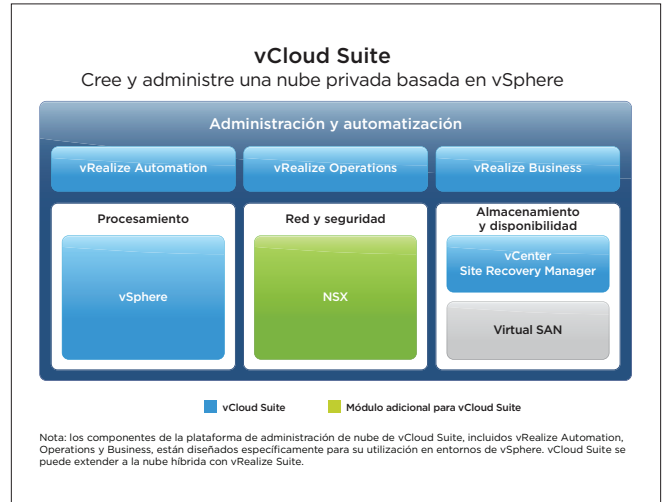 vCloud Suite
Cree y administre una nube privada basada en vSphere
Administración y automatización
vRealize Automation
vRealize Operations
vRealize Business
Procesamiento
vSphere
Red y seguridad
NSX
Almacenamiento
y disponibilidad
vCenter
Site Recovery Manager
Virtual SAN
vCloud Suite
Módulo adicional para vCloud Suite
Nota: los componentes de la plataforma de administración de nube de vCloud Suite, incluidos vRealize Automation,
Operations y Business, están diseñados específicamente para su utilización en entornos de vSphere. vCloud Suite se
puede extender a la nube híbrida con vRealize Suite.